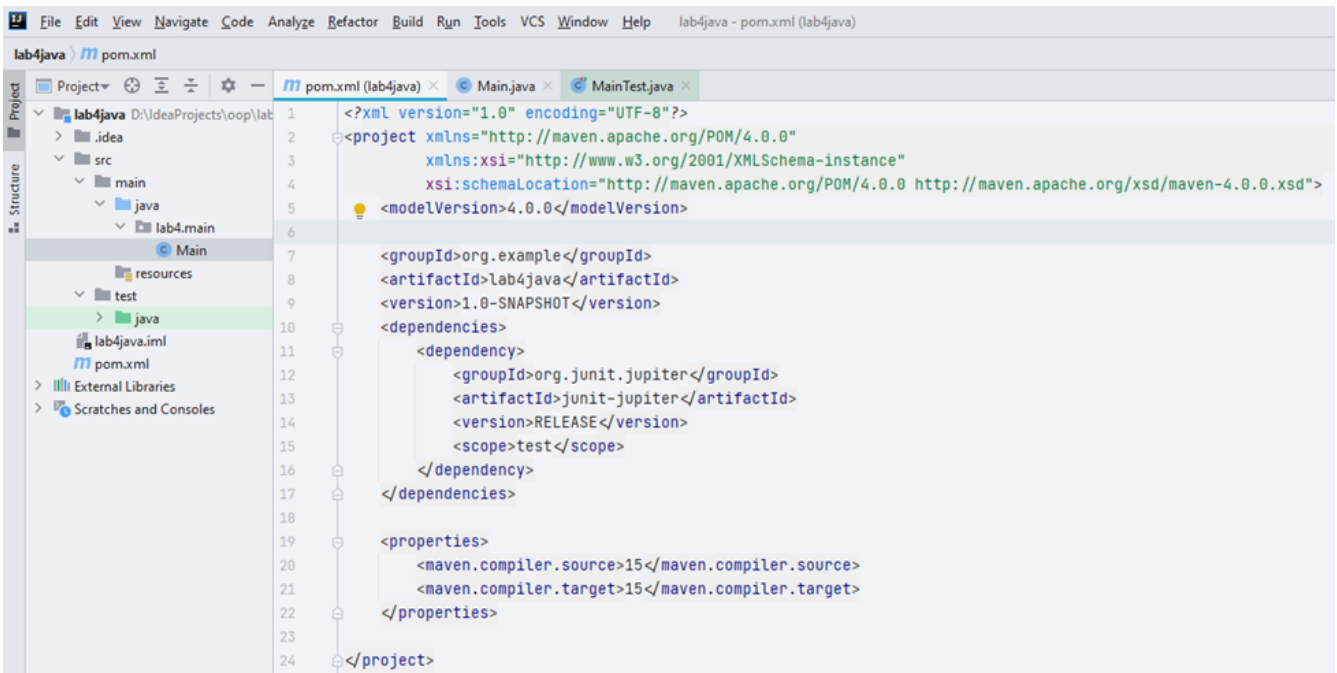 File Edit View Navigate Code Analyze Refactor Build Run Tools VCS Window Help lab4java - pom.xml (lab4java)
lab4java pom.xml
Project
Structure
Project
lab4java D:\IdeaProjects\oop\lab
.idea
src
main
java
lab4.main
Main
resources
test
java
lab4java.iml
pom.xml
External Libraries
Scratches and Consoles
pom.xml (lab4java) Main.java MainTest.java
1 <?xml version="1.0" encoding="UTF-8"?>
2 <project xmlns="http://maven.apache.org/POM/4.0.0"
3 xmlns:xsi="http://www.w3.org/2001/XMLSchema-instance"
4 xsi:schemaLocation="http://maven.apache.org/POM/4.0.0 http://maven.apache.org/xsd/maven-4.0.0.xsd">
5 <modelVersion>4.0.0</modelVersion>
6
7 <groupId>org.example</groupId>
8 <artifactId>lab4java</artifactId>
9 <version>1.0-SNAPSHOT</version>
10 <dependencies>
11 <dependency>
12 <groupId>org.junit.jupiter</groupId>
13 <artifactId>junit-jupiter</artifactId>
14 <version>RELEASE</version>
15 <scope>test</scope>
16 </dependency>
17 </dependencies>
18
19 <properties>
20 <maven.compiler.source>15</maven.compiler.source>
21 <maven.compiler.target>15</maven.compiler.target>
22 </properties>
23
24 </project>